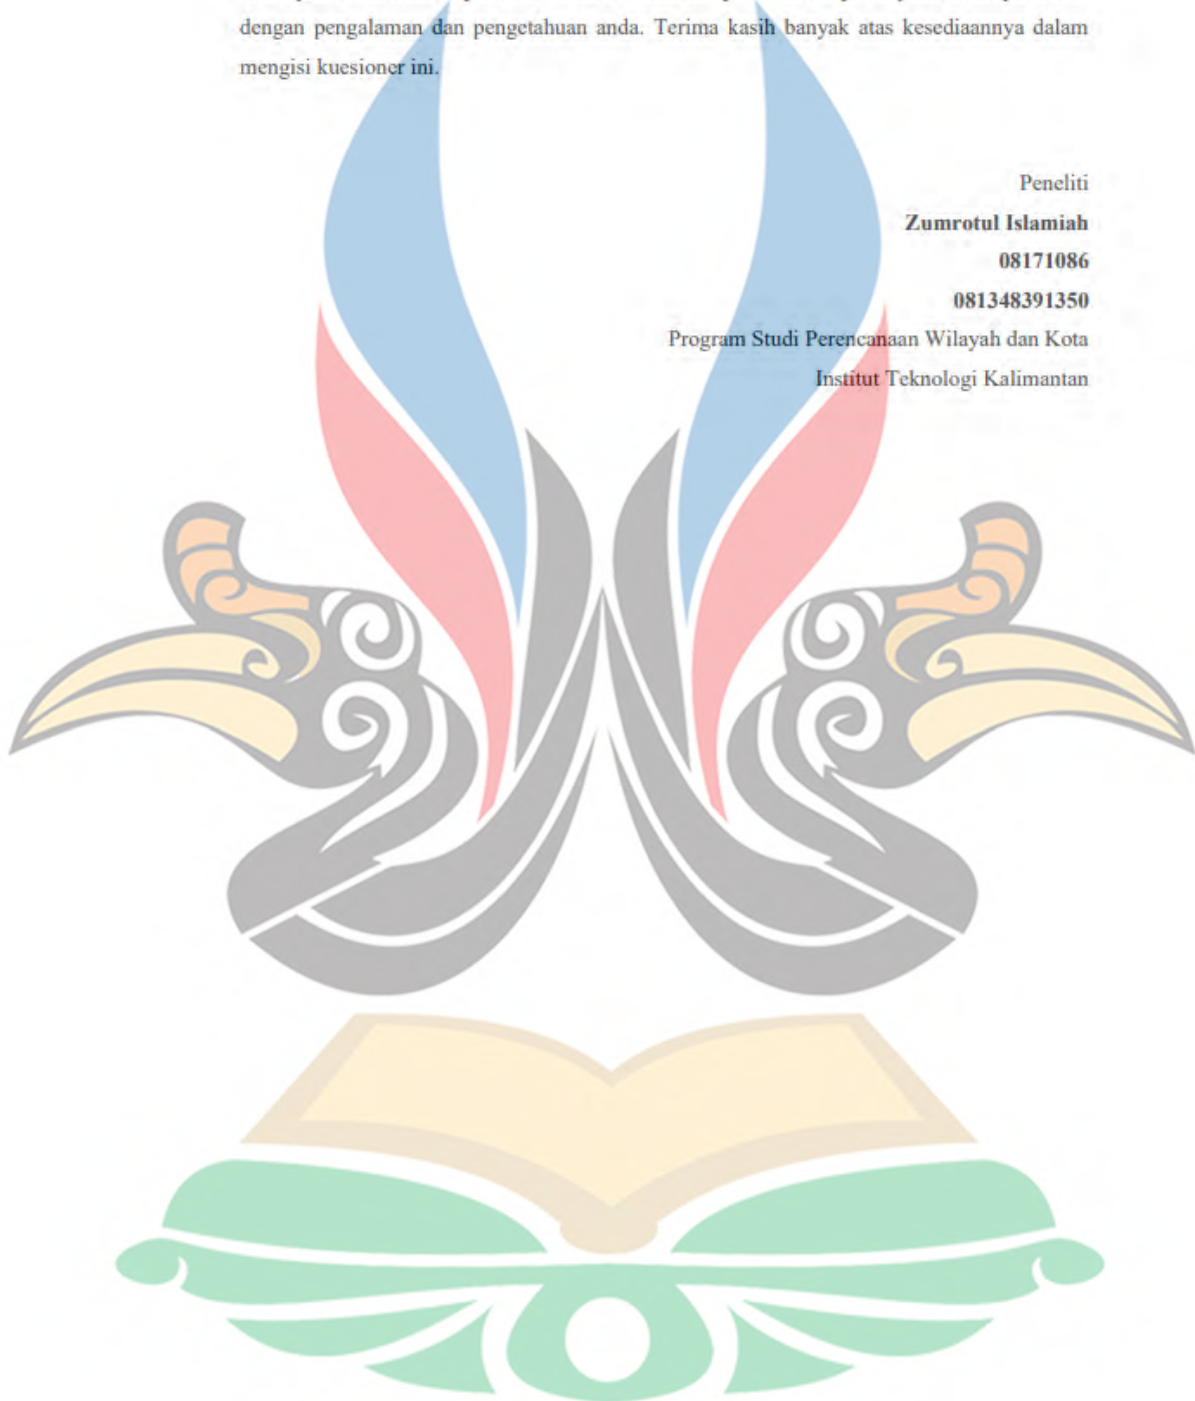 dengan pengalaman dan pengetahuan anda. Terima kasih banyak atas kesediaannya dalam
mengisi kuesioner ini.
Peneliti
Zumrotul Islamiah
08171086
081348391350
Program Studi Perencanaan Wilayah dan Kota
Institut Teknologi Kalimantan